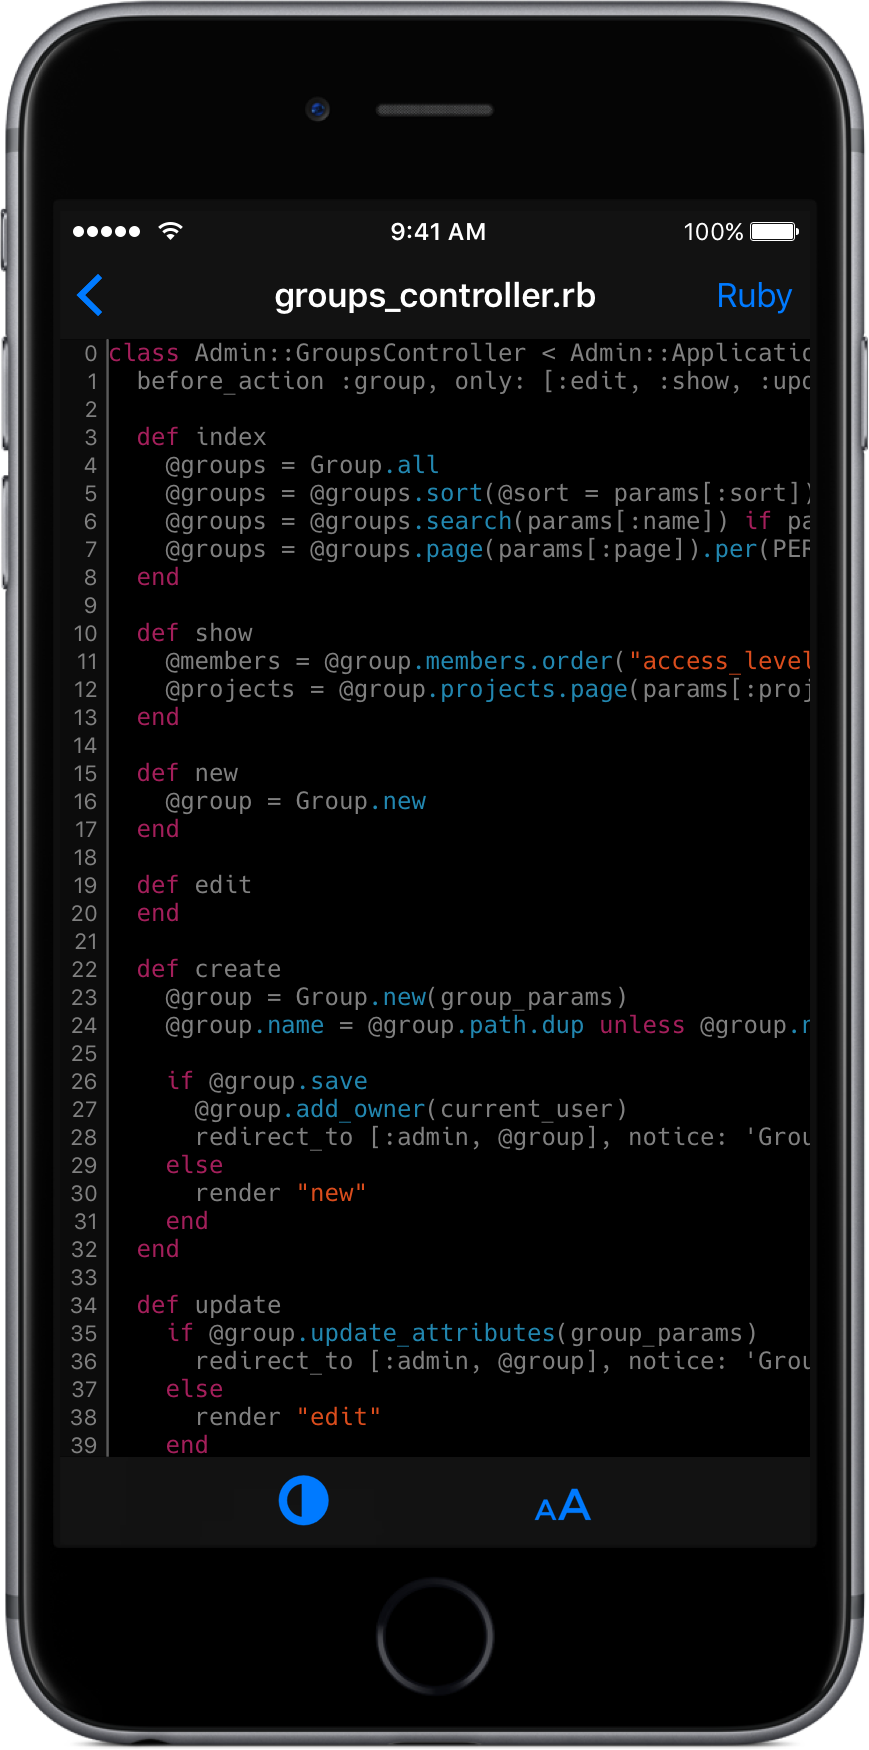 9:41 AM 100%
groups_controller.rb Ruby
0 class Admin::GroupsController < Admin::Applicatio
1 before_action :group, only: [:edit, :show, :upd
2
3 def index
4 @groups = Group.all
5 @groups = @groups.sort(@sort = params[:sort])
6 @groups = @groups.search(params[:name]) if pa
7 @groups = @groups.page(params[:page]).per(PER
8 end
9
10 def show
11 @members = @group.members.order("access_level
12 @projects = @group.projects.page(params[:proj
13 end
14
15 def new
16 @group = Group.new
17 end
18
19 def edit
20 end
21
22 def create
23 @group = Group.new(group_params)
24 @group.name = @group.path.dup unless @group.n
25
26 if @group.save
27 @group.add_owner(current_user)
28 redirect_to [:admin, @group], notice: 'Grou
29 else
30 render "new"
31 end
32 end
33
34 def update
35 if @group.update_attributes(group_params)
36 redirect_to [:admin, @group], notice: 'Grou
37 else
38 render "edit"
39 end
AA